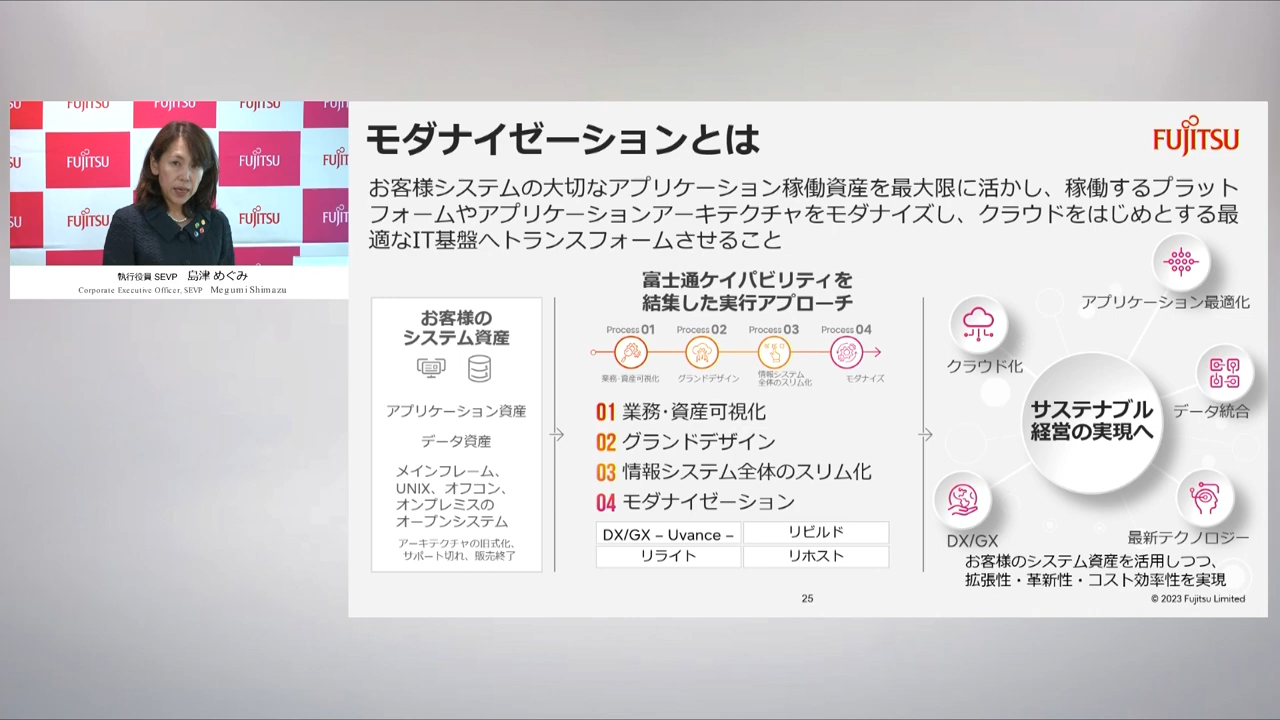 FUJITSU FUJITSU FUJITSU
FUJITSU FUJITSU
FUJITSU FUJITSU
執行役員 SEVP 島津 めぐみ
Corporate Executive Officer, SEVP Megumi Shimazu
モダナイゼーションとは
FUJITSU
お客様システムの大切なアプリケーション稼働資産を最大限に活かし、稼働するプラット
フォームやアプリケーションアーキテクチャをモダナイズし、クラウドをはじめとする最
適なIT基盤へトランスフォームさせること
お客様の
システム資産
アプリケーション資産
データ資産
メインフレーム、
UNIX、オフコン、
オンプレミスの
オープンシステム
アーキテクチャの旧式化、
サポート切れ、販売終了
富士通ケイパビリティを
結集した実行アプローチ
Process 01 Process 02 Process 03 Process 04
業務・資産可視化 グランドデザイン 情報システム
全体のスリム化 モダナイズ
01 業務・資産可視化
02 グランドデザイン
03 情報システム全体のスリム化
04 モダナイゼーション
DX/GX – Uvance – リビルド
リライト リホスト
アプリケーション最適化
クラウド化
データ統合
サステナブル
経営の実現へ
DX/GX
最新テクノロジー
お客様のシステム資産を活用しつつ、
拡張性・革新性・コスト効率性を実現
25
© 2023 Fujitsu Limited